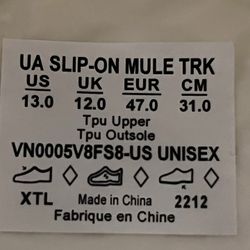 UA SLIP-ON MULE TRK
US UK EUR CM
13.0 12.0 47.0 31.0
Tpu Upper
Tpu Outsole
VN0005V8FS8-US UNISEX
XTL Made in China 2212
Fabrique en Chine